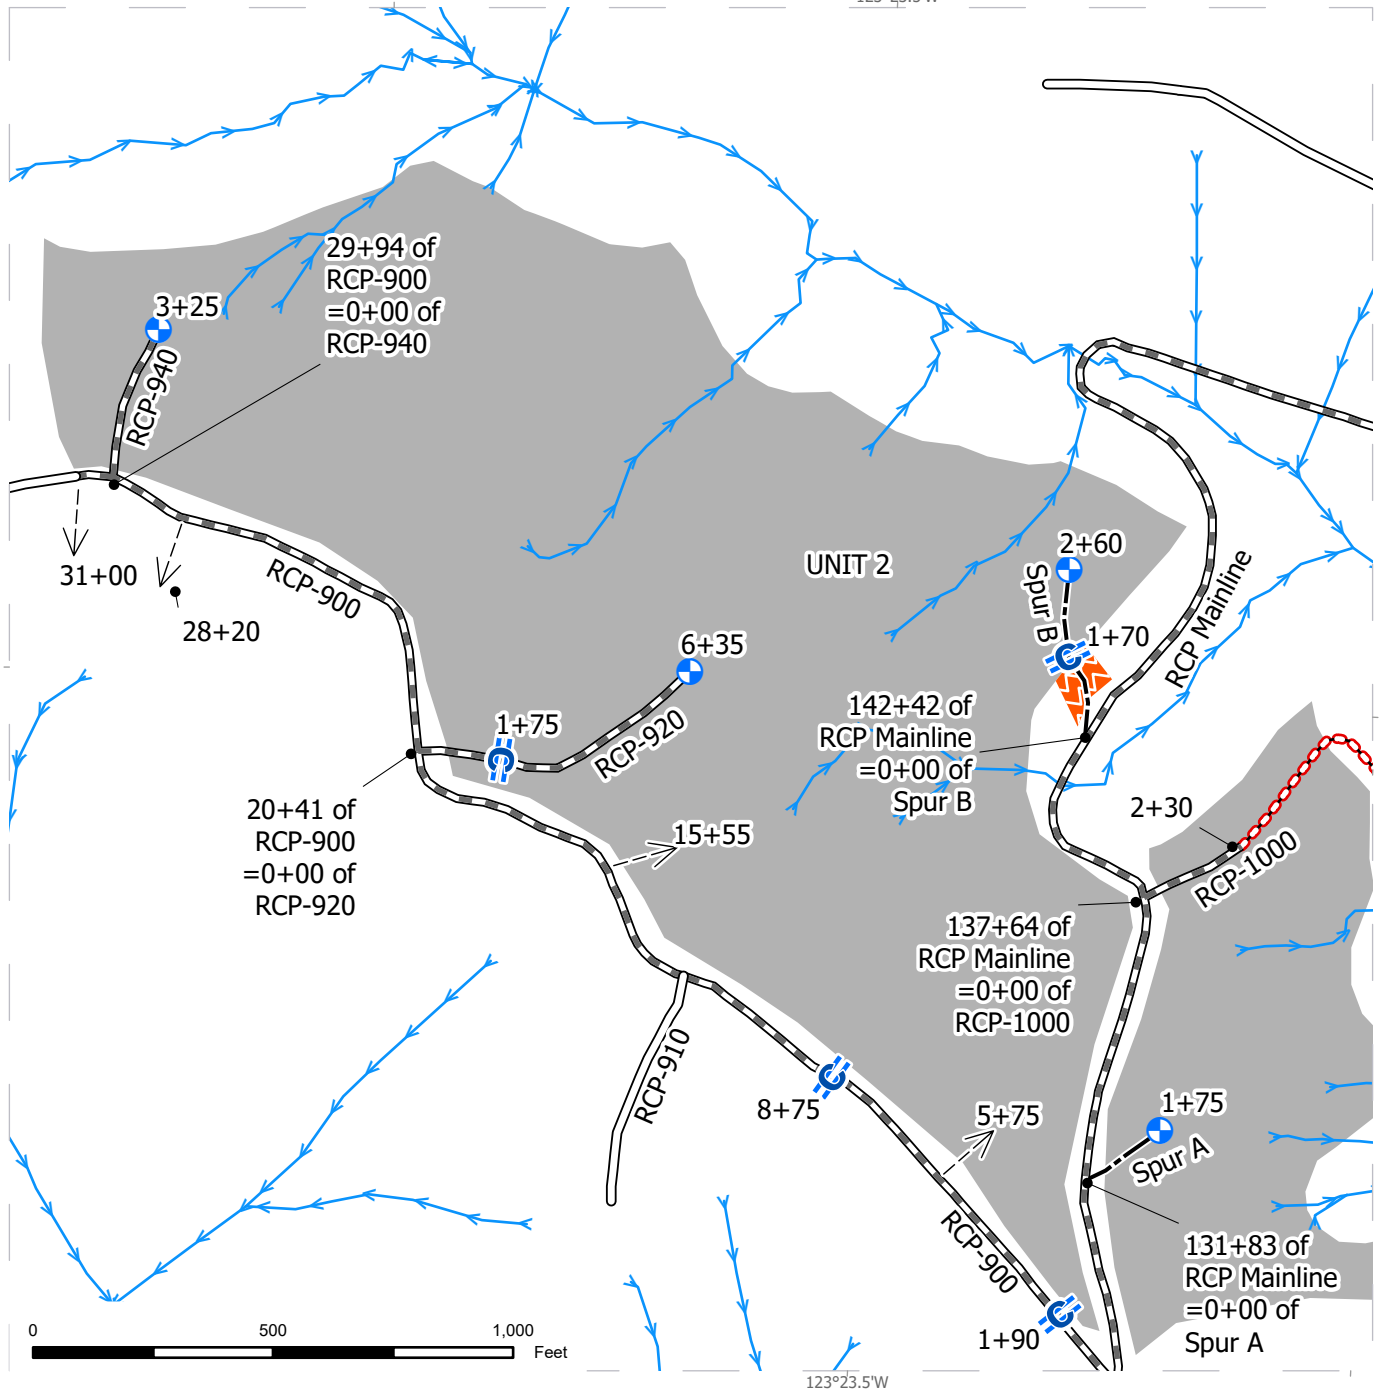 3+25
29+94 of
RCP-900
=0+00 of
RCP-940
RCP-940
31+00
28+20
RCP-900
UNIT 2
2+60
Spur B
1+70
RCP Mainline
6+35
1+75
RCP-920
142+42 of
RCP Mainline
=0+00 of
Spur B
20+41 of
RCP-900
=0+00 of
RCP-920
15+55
2+30
RCP-1000
137+64 of
RCP Mainline
=0+00 of
RCP-1000
RCP-910
8+75
5+75
1+75
Spur A
RCP-900
131+83 of
RCP Mainline
=0+00 of
Spur A
1+90
0 500 1,000
Feet
123°23.5'W